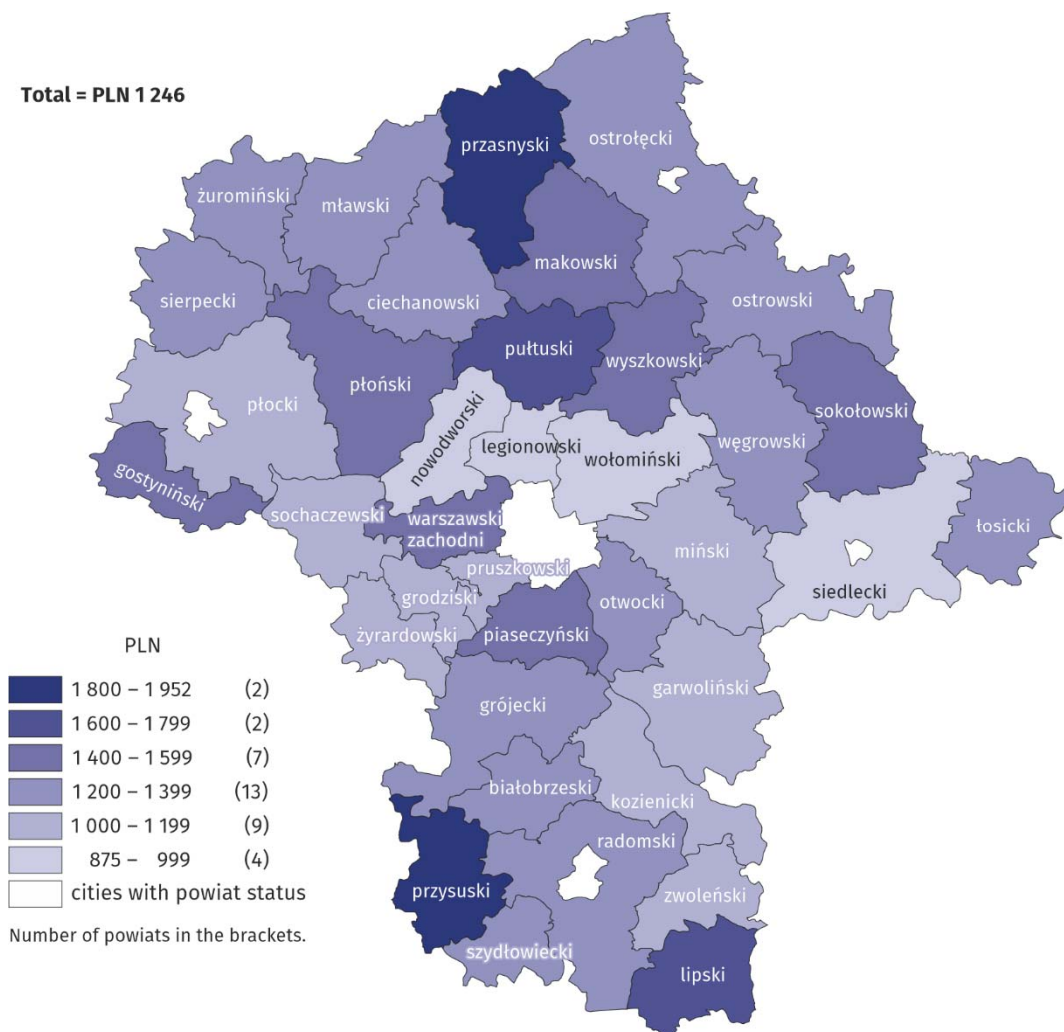 Total = PLN 1 246
przasnyski
ostrołęcki
żuromiński
mławski
makowski
sierpecki
ciechanowski
ostrowski
pułtuski
wyszkowski
płoński
płocki
sokołowski
nowodworski
legionowski
węgrowski
wołomiński
gostyniński
sochaczewski
warszawski
zachodni
łosicki
miński
pruszkowski
siedlecki
grodziski
otwocki
żyrardowski
piaseczyński
garwoliński
grójecki
białobrzeski
kozienicki
radomski
przysuski
zwoleński
szydłowiecki
lipski
PLN
1 800 – 1 952 (2)
1 600 – 1 799 (2)
1 400 – 1 599 (7)
1 200 – 1 399 (13)
1 000 – 1 199 (9)
875 – 999 (4)
cities with powiat status
Number of powiats in the brackets.